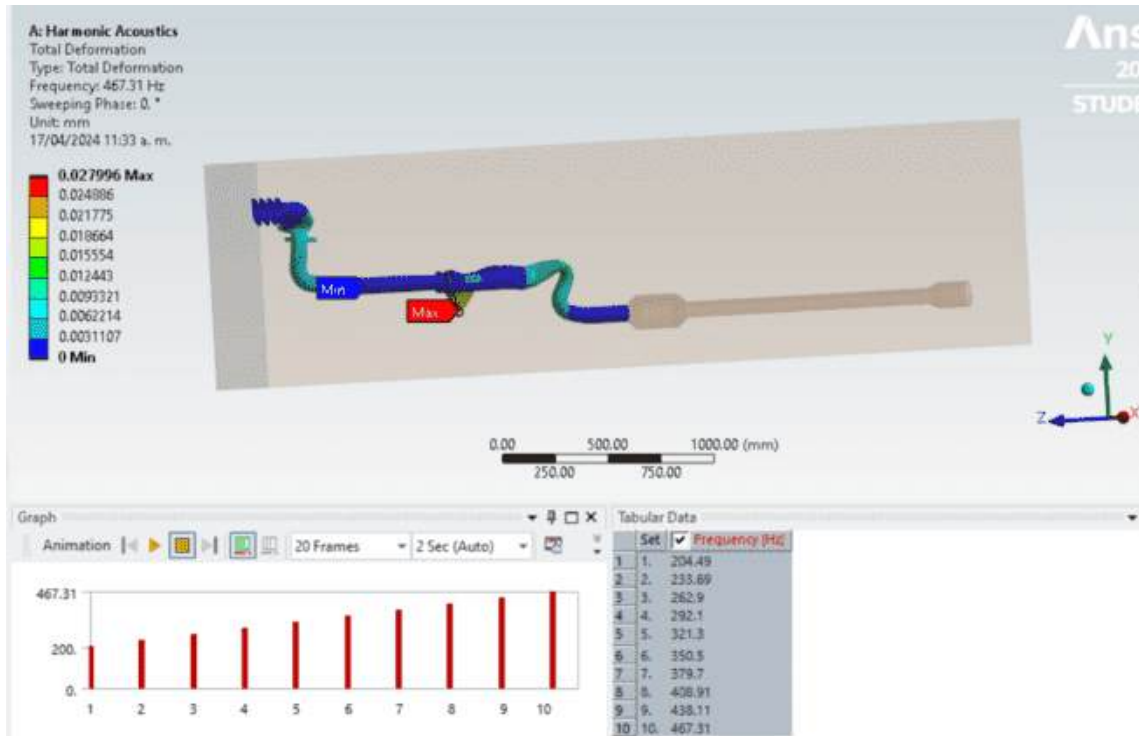 A: Harmonic Acoustics
Total Deformation
Type: Total Deformation
Frequency: 467.31 Hz
Sweeping Phase: 0. °
Unit: mm
17/04/2024 11:33 a. m.
0.027996 Max
0.024886
0.021775
0.018664
0.015554
0.012443
0.0093321
0.0062214
0.0031107
0 Min
Ans
20
STUDE
Min
Max
Y
Z
X
0.00 500.00 1000.00 (mm)
250.00 750.00
Graph
Animation 20 Frames 2 Sec (Auto)
467.31
200.
0.
1 2 3 4 5 6 7 8 9 10
Tabular Data
Set Frequency [Hz]
1 1. 204.49
2 2. 233.69
3 3. 262.9
4 4. 292.1
5 5. 321.3
6 6. 350.5
7 7. 379.7
8 8. 408.91
9 9. 438.11
10 10. 467.31